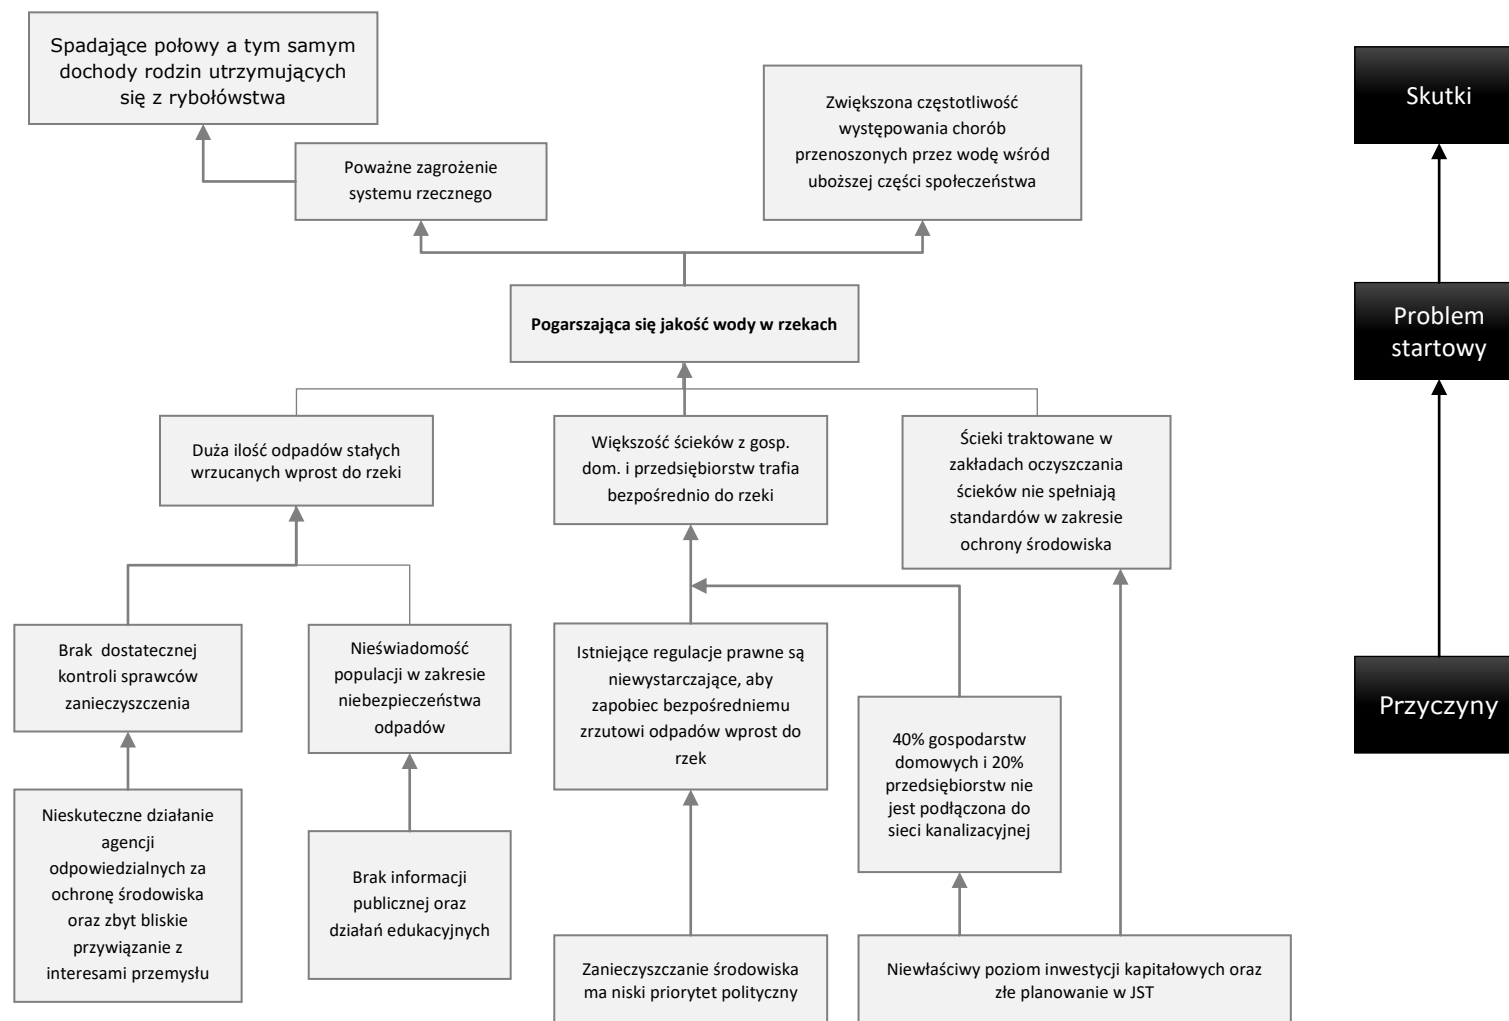 Spadające połowy a tym samym
dochody rodzin utrzymujących
się z rybołówstwa
Zwiększona częstotliwość
występowania chorób
przenoszonych przez wodę wśród
uboższej części społeczeństwa
Skutki
Poważne zagrożenie
systemu rzecznego
Pogarszająca się jakość wody w rzekach
Problem
startowy
Duża ilość odpadów stałych
wrzucanych wprost do rzeki
Większość ścieków z gosp.
dom. i przedsiębiorstw trafia
bezpośrednio do rzeki
Ścieki traktowane w
zakładach oczyszczania
ścieków nie spełniają
standardów w zakresie
ochrony środowiska
Brak dostatecznej
kontroli sprawców
zanieczyszczenia
Nieświadomość
populacji w zakresie
niebezpieczeństwa
odpadów
Istniejące regulacje prawne są
niewystarczające, aby
zapobiec bezpośredniemu
zrzutowi odpadów wprost do
rzek
40% gospodarstw
domowych i 20%
przedsiębiorstw nie
jest podłączona do
sieci kanalizacyjnej
Przyczyny
Nieskuteczne działanie
agencji
odpowiedzialnych za
ochronę środowiska
oraz zbyt bliskie
przywiązanie z
interesami przemysłu
Brak informacji
publicznej oraz
działań edukacyjnych
Zanieczyszczanie środowiska
ma niski priorytet polityczny
Niewłaściwy poziom inwestycji kapitałowych oraz
złe planowanie w JST